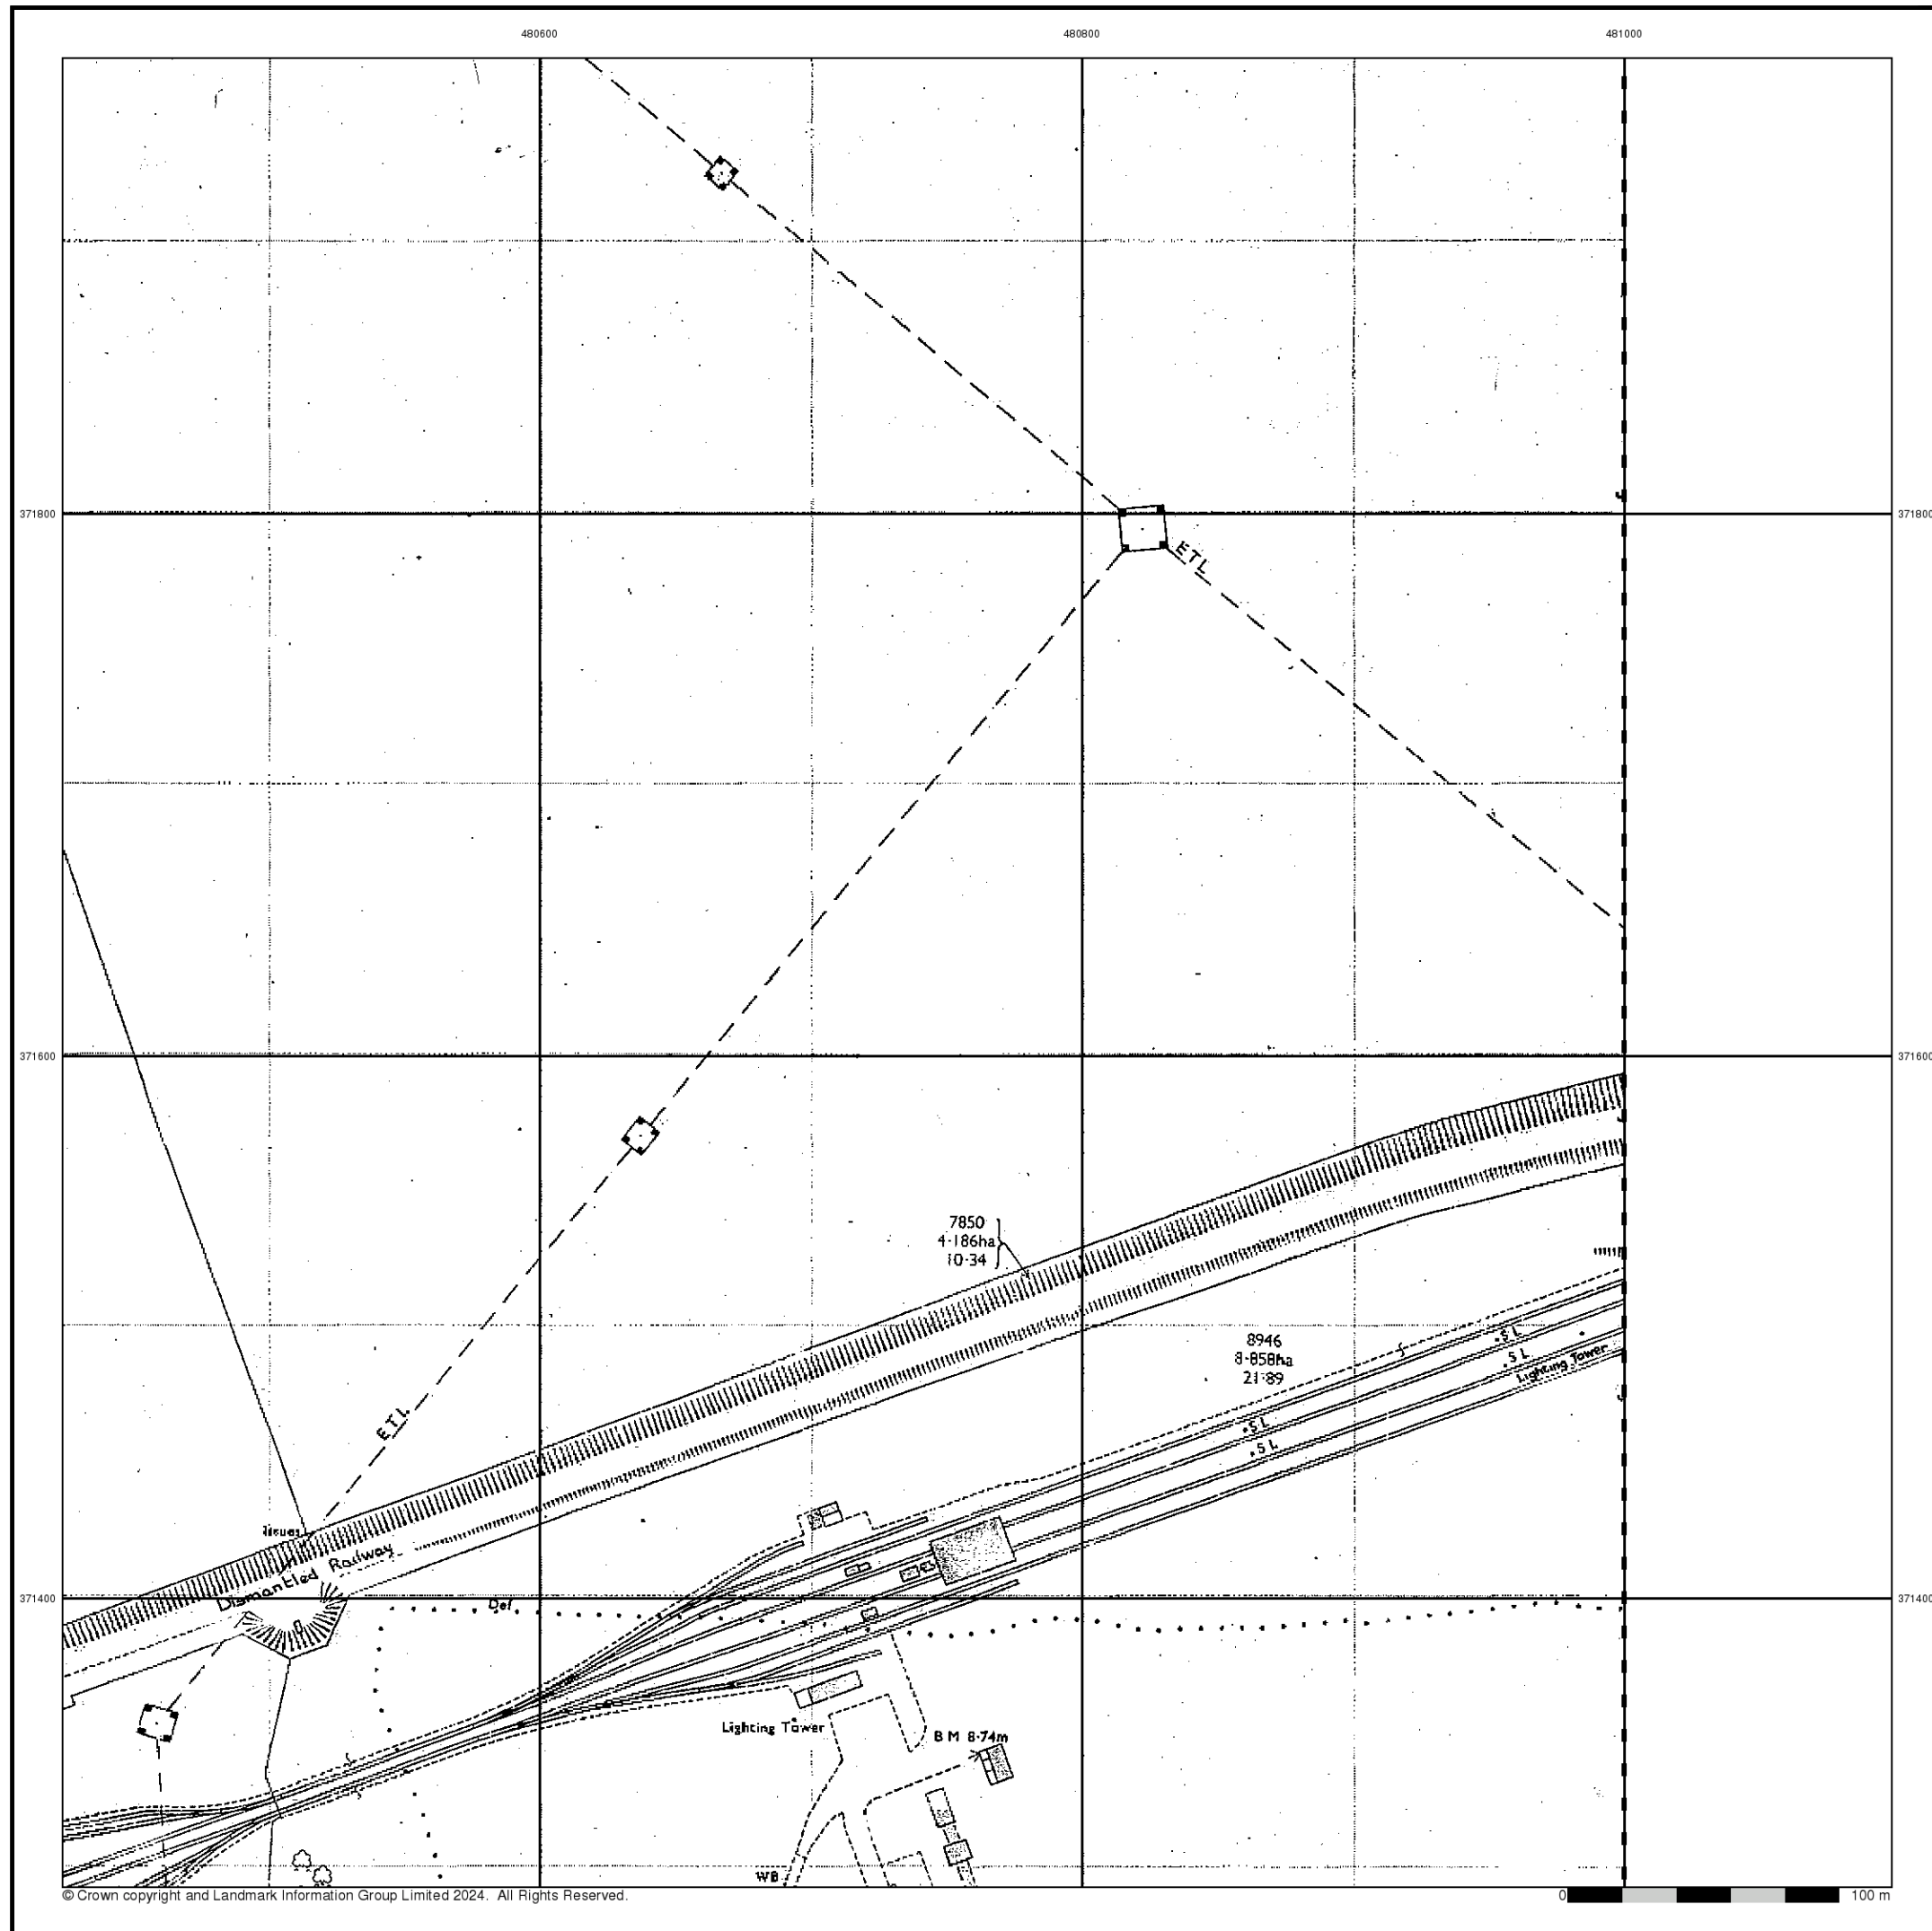 480600 480800 481000
371800 371800
E T L
371600 371600
7850
4·186ha
10·34
8946
8·858ha
21·89
.S L
.S L
Lighting Tower
.S L
.S L
E T L
Issues
Dismantled Railway
371400 371400
Def
Lighting Tower
B M 8·74m
WB
© Crown copyright and Landmark Information Group Limited 2024. All Rights Reserved.
0 100 m